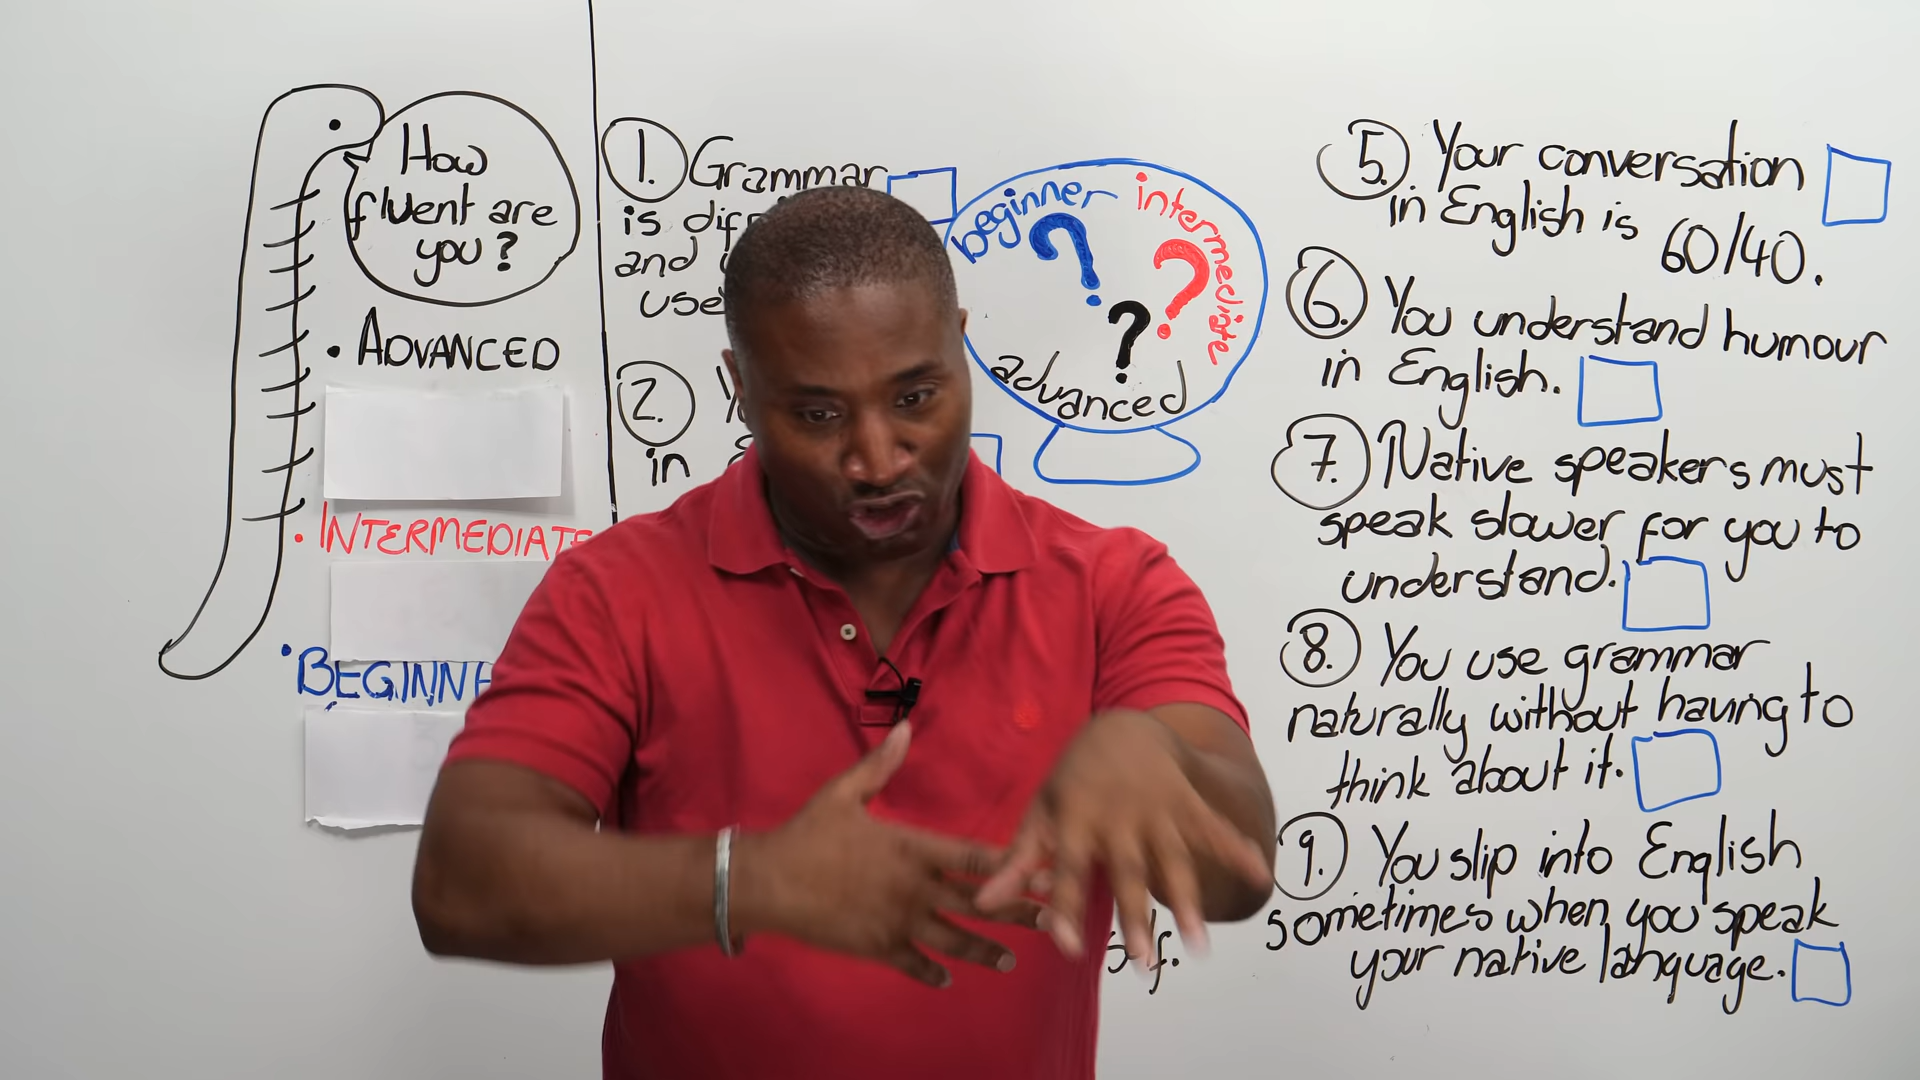 How
fluent are
you?
• ADVANCED
• INTERMEDIATE
• BEGINN
1. Grammar
is
and
use
2.
in
beginner ?
intermediate ?
?
advanced
5. Your conversation
in English is 60/40.
6. You understand humour
in English.
7. Native speakers must
speak slower for you to
understand.
8. You use grammar
naturally without having to
think about it.
9. You slip into English
sometimes when you speak
your native language.